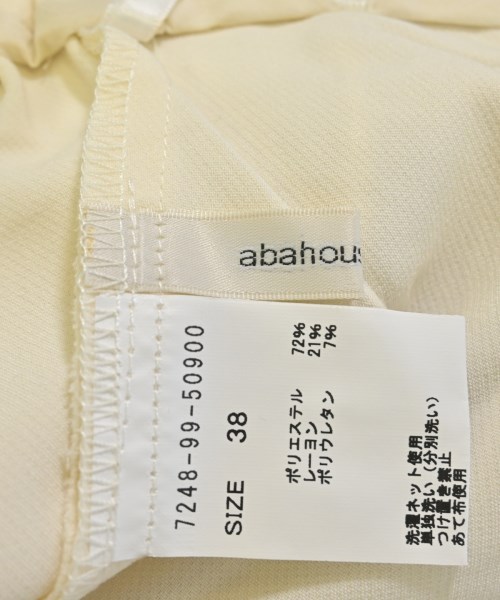 abahous
7248-99-50900
SIZE 38
ポリエステル 72%
レーヨン 21%
ポリウレタン 7%
洗濯ネット使用
単独洗い(分別洗い)
つけ置き禁止
あて布使用